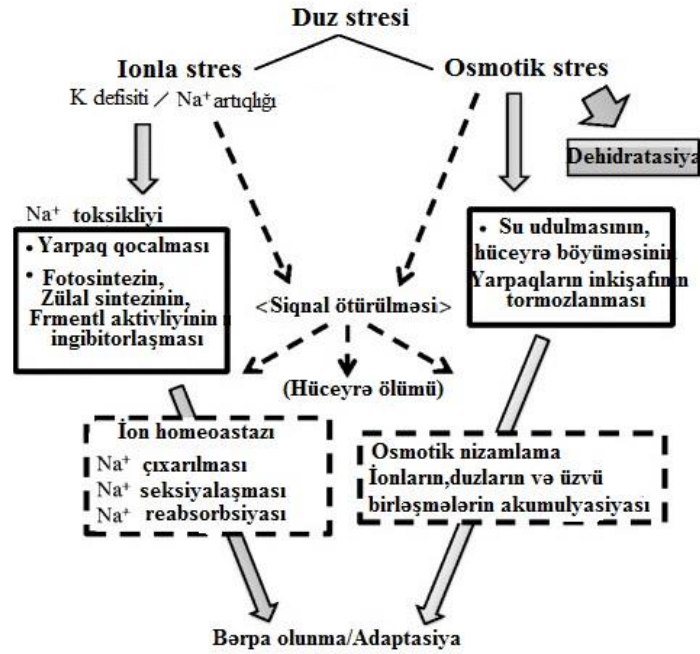 Duz stresi
Ionla stres
Osmotik stres
K defisiti / Na⁺artıqlığı
Dehidratasiya
Na⁺ toksikliyi
• Yarpaq qocalması
• Fotosintezin,
Zülal sintezinin,
Frmentl aktivliyinin
ingibitorlaşması
• Su udulmasının,
hüceyrə böyüməsinin
Yarpaqların inkişafının
tormozlanması
<Siqnal ötürülməsi>
(Hüceyrə ölümü)
İon homeoastazı
Na⁺ çıxarılması
Na⁺ seksiyalaşması
Na⁺ reabsorbsiyası
Osmotik nizamlama
İonların,duzların və üzvü
birləşmələrin akumulyasiyası
Bərpa olunma/Adaptasiya